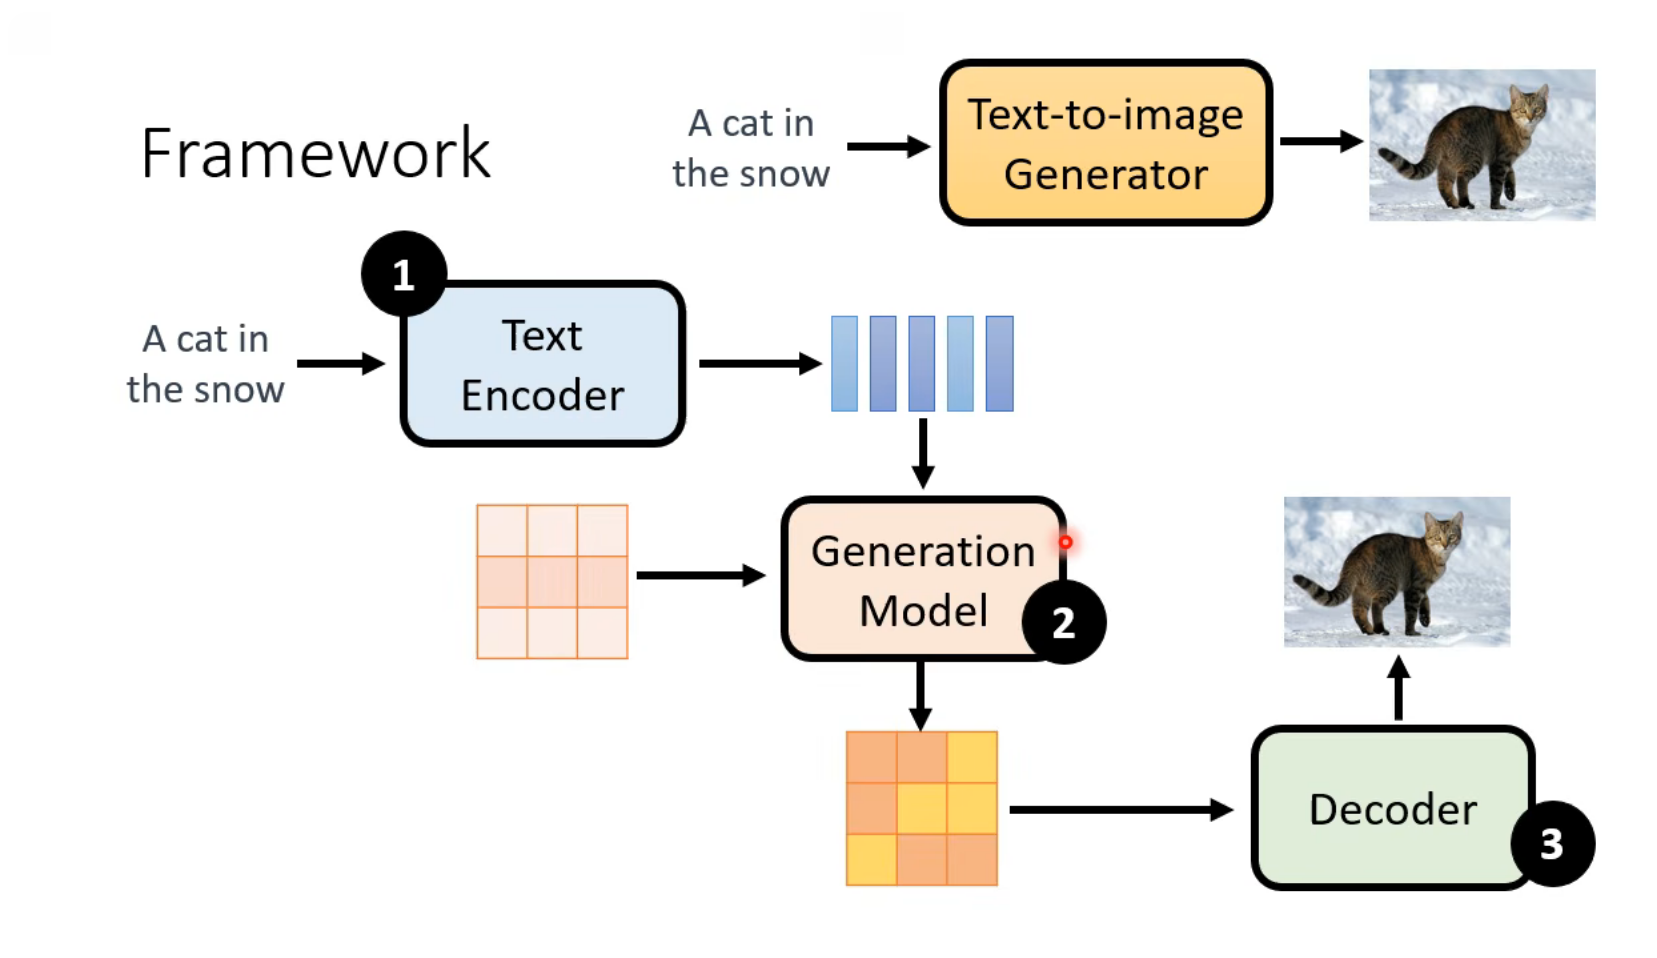 Framework
A cat in
the snow
Text-to-image
Generator
1
A cat in
the snow
Text
Encoder
Generation
Model
2
Decoder
3